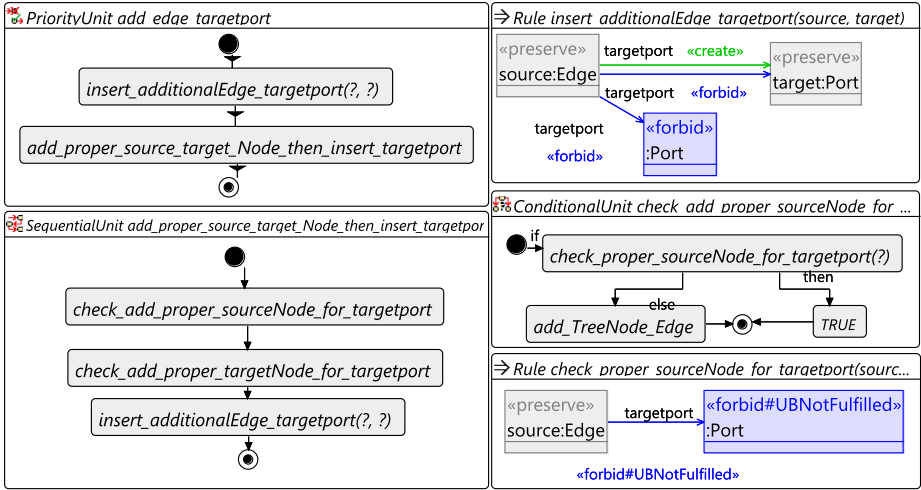 PriorityUnit add_edge_targetport
insert_additionalEdge_targetport(?, ?)
add_proper_source_target_Node_then_insert_targetport
SequentialUnit add_proper_source_target_Node_then_insert_targetpor
check_add_proper_sourceNode_for_targetport
check_add_proper_targetNode_for_targetport
insert_additionalEdge_targetport(?, ?)
Rule insert_additionalEdge_targetport(source, target)
«preserve»
source:Edge
targetport «create»
«preserve»
target:Port
targetport «forbid»
«forbid»
:Port
targetport
«forbid»
ConditionalUnit check_add_proper_sourceNode_for_...
if
check_proper_sourceNode_for_targetport(?)
then
else
add_TreeNode_Edge
TRUE
Rule check_proper_sourceNode_for_targetport(sourc...
«preserve»
source:Edge
targetport
«forbid#UBNotFulfilled»
:Port
«forbid#UBNotFulfilled»